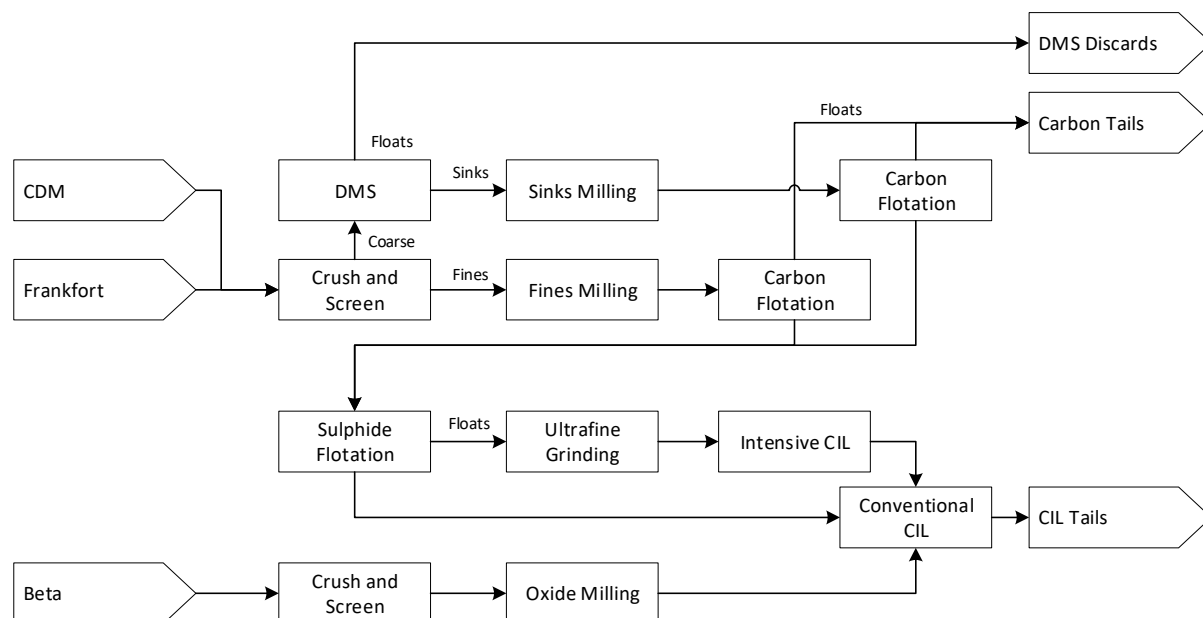 DMS Discards
Floats
Carbon Tails
Floats
CDM
DMS
Sinks
Sinks Milling
Carbon
Flotation
Coarse
Frankfort
Crush and
Screen
Fines
Fines Milling
Carbon
Flotation
Sulphide
Flotation
Floats
Ultrafine
Grinding
Intensive CIL
Conventional
CIL
CIL Tails
Beta
Crush and
Screen
Oxide Milling